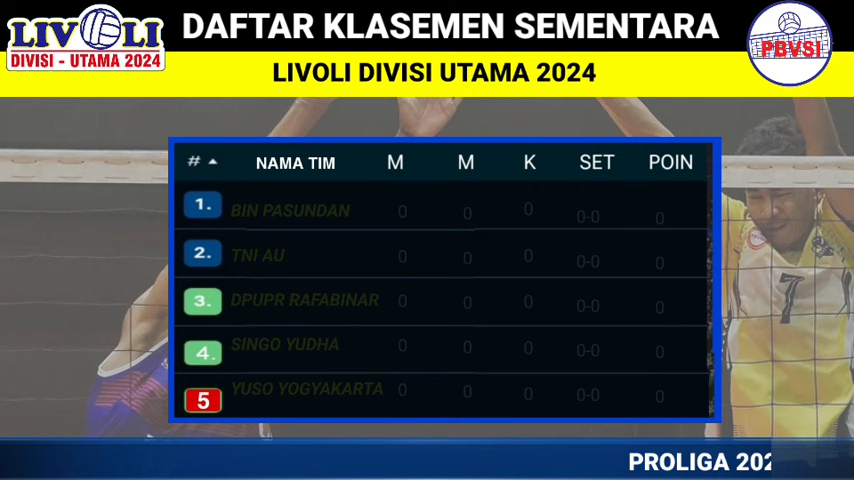 LIVOLI
DIVISI - UTAMA 2024
DAFTAR KLASEMEN SEMENTARA
LIVOLI DIVISI UTAMA 2024
PBVSI
# NAMA TIM M M K SET POIN
1. BIN PASUNDAN 0 0 0 0-0 0
2. TNI AU 0 0 0 0-0 0
3. DPUPR RAFABINAR 0 0 0 0-0 0
4. SINGO YUDHA 0 0 0 0-0 0
5 YUSO YOGYAKARTA 0 0 0 0-0 0
7
PROLIGA 202